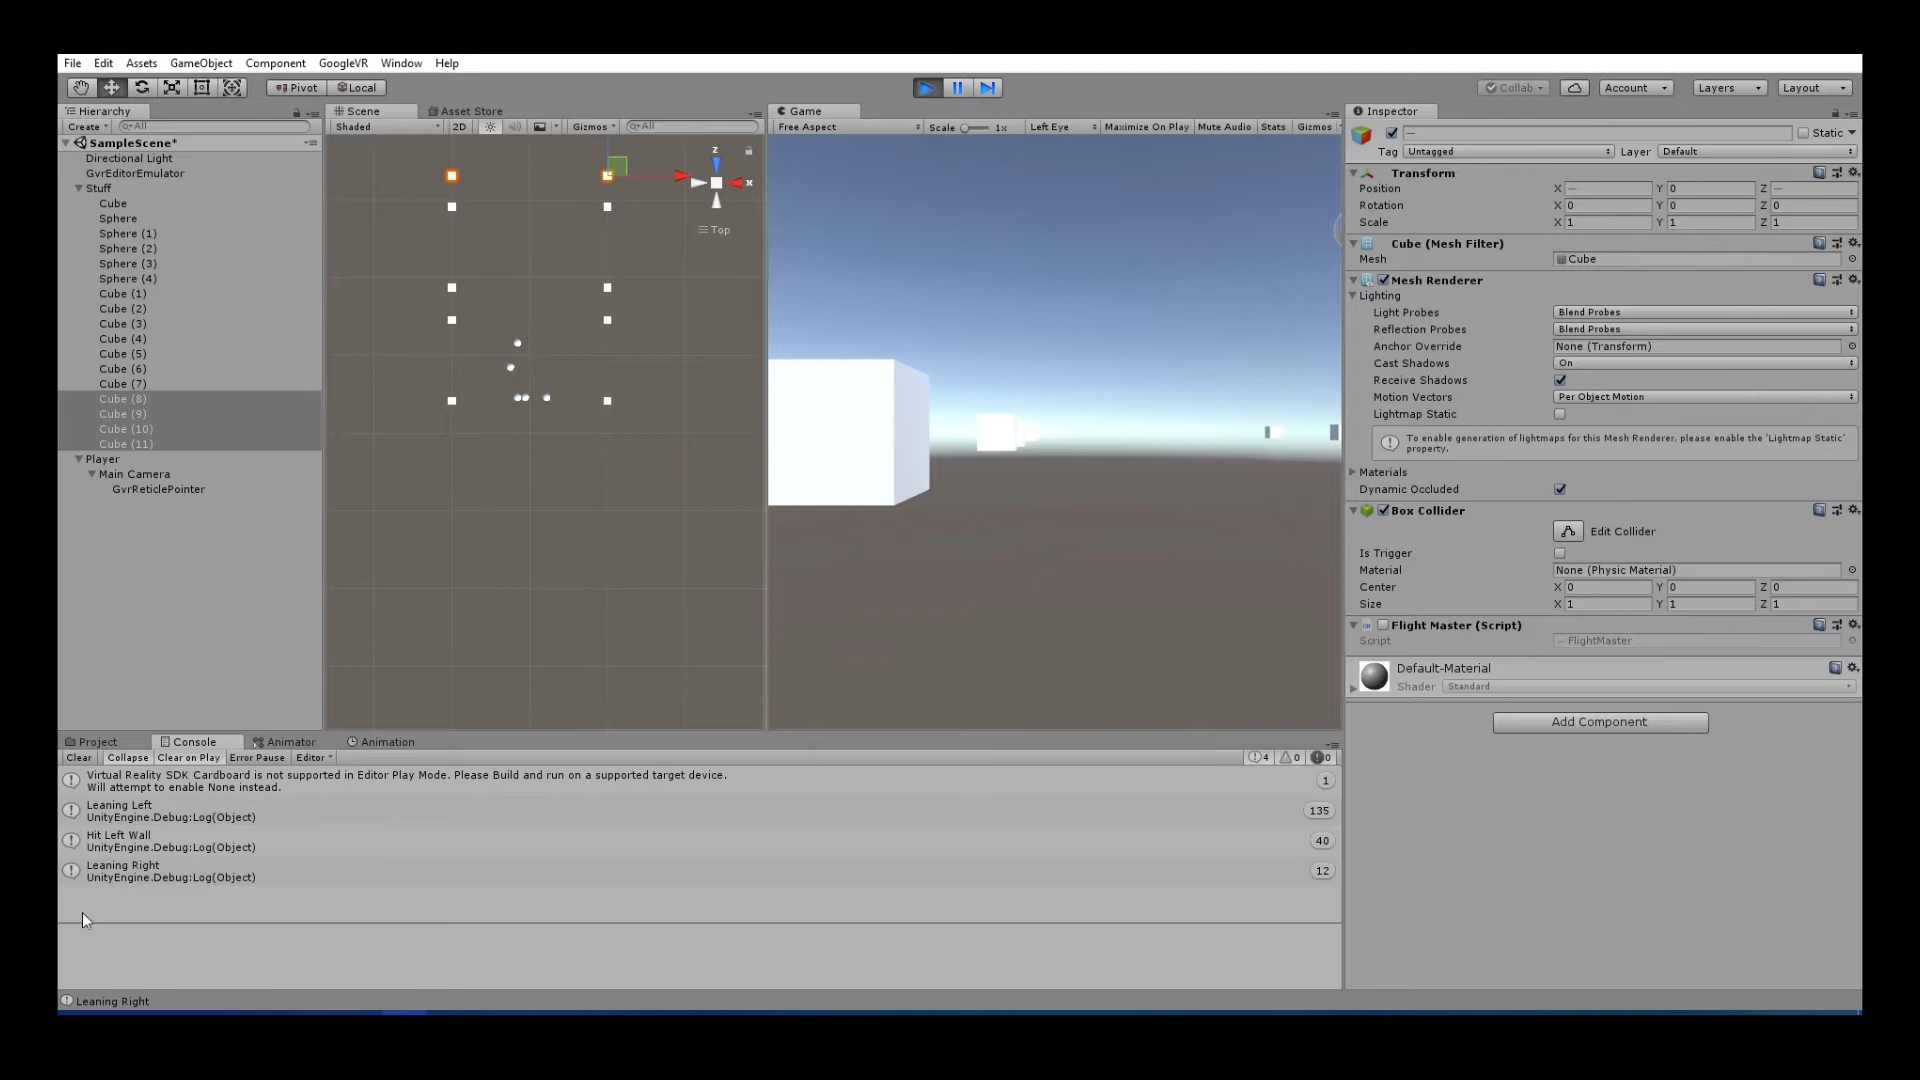 File Edit Assets GameObject Component GoogleVR Window Help
Pivot Local Collab Account Layers Layout
Hierarchy
Create All
SampleScene*
Directional Light
GvrEditorEmulator
Stuff
Cube
Sphere
Sphere (1)
Sphere (2)
Sphere (3)
Sphere (4)
Cube (1)
Cube (2)
Cube (3)
Cube (4)
Cube (5)
Cube (6)
Cube (7)
Cube (8)
Cube (9)
Cube (10)
Cube (11)
Player
Main Camera
GvrReticlePointer
Scene Asset Store
Shaded 2D Gizmos All
z
x
Top
Game
Free Aspect Scale 1x Left Eye Maximize On Play Mute Audio Stats Gizmos
Inspector
— Static
Tag Untagged Layer Default
Transform
Position X — Y 0 Z —
Rotation X 0 Y 0 Z 0
Scale X 1 Y 1 Z 1
Cube (Mesh Filter)
Mesh Cube
Mesh Renderer
Lighting
Light Probes Blend Probes
Reflection Probes Blend Probes
Anchor Override None (Transform)
Cast Shadows On
Receive Shadows
Motion Vectors Per Object Motion
Lightmap Static
To enable generation of lightmaps for this Mesh Renderer, please enable the 'Lightmap Static'
property.
Materials
Dynamic Occluded
Box Collider
Edit Collider
Is Trigger
Material None (Physic Material)
Center X 0 Y 0 Z 0
Size X 1 Y 1 Z 1
Flight Master (Script)
Script FlightMaster
Default-Material
Shader Standard
Add Component
Project Console Animator Animation
Clear Collapse Clear on Play Error Pause Editor 4 0 0
Virtual Reality SDK Cardboard is not supported in Editor Play Mode. Please Build and run on a supported target device.
Will attempt to enable None instead.
1
Leaning Left
UnityEngine.Debug:Log(Object)
135
Hit Left Wall
UnityEngine.Debug:Log(Object)
40
Leaning Right
UnityEngine.Debug:Log(Object)
12
Leaning Right